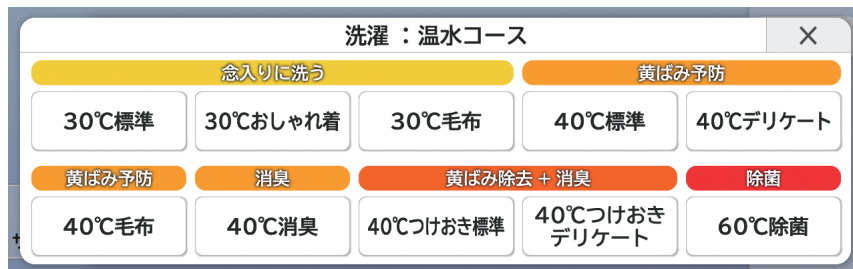 洗濯：温水コース ×
念入りに洗う 黄ばみ予防
30℃標準 30℃おしゃれ着 30℃毛布 40℃標準 40℃デリケート
黄ばみ予防 消臭 黄ばみ除去＋消臭 除菌
40℃毛布 40℃消臭 40℃つけおき標準 40℃つけおき
デリケート 60℃除菌